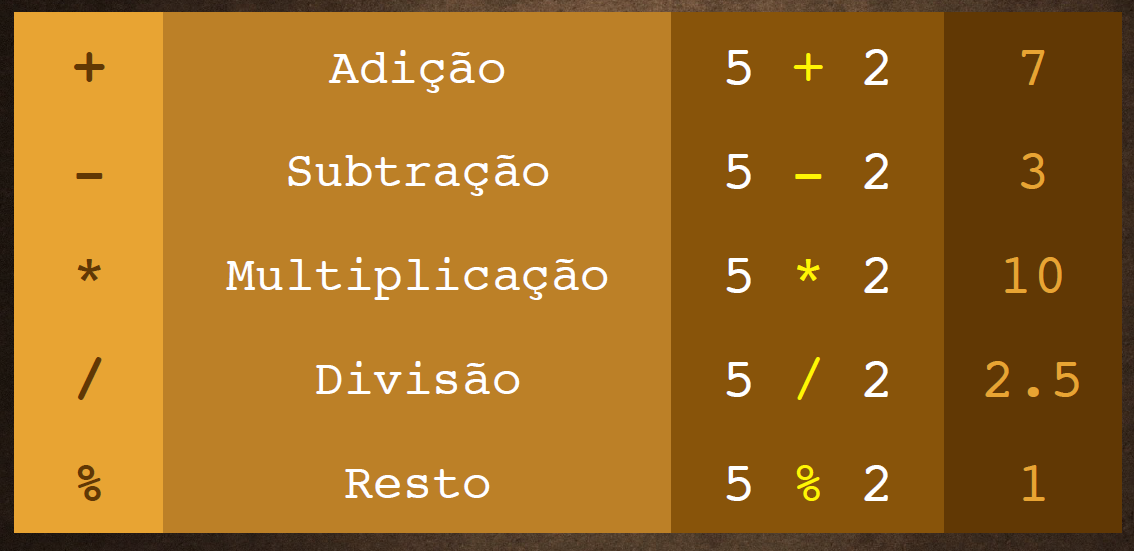 + Adição 5 + 2 7
- Subtração 5 - 2 3
* Multiplicação 5 * 2 10
/ Divisão 5 / 2 2.5
% Resto 5 % 2 1